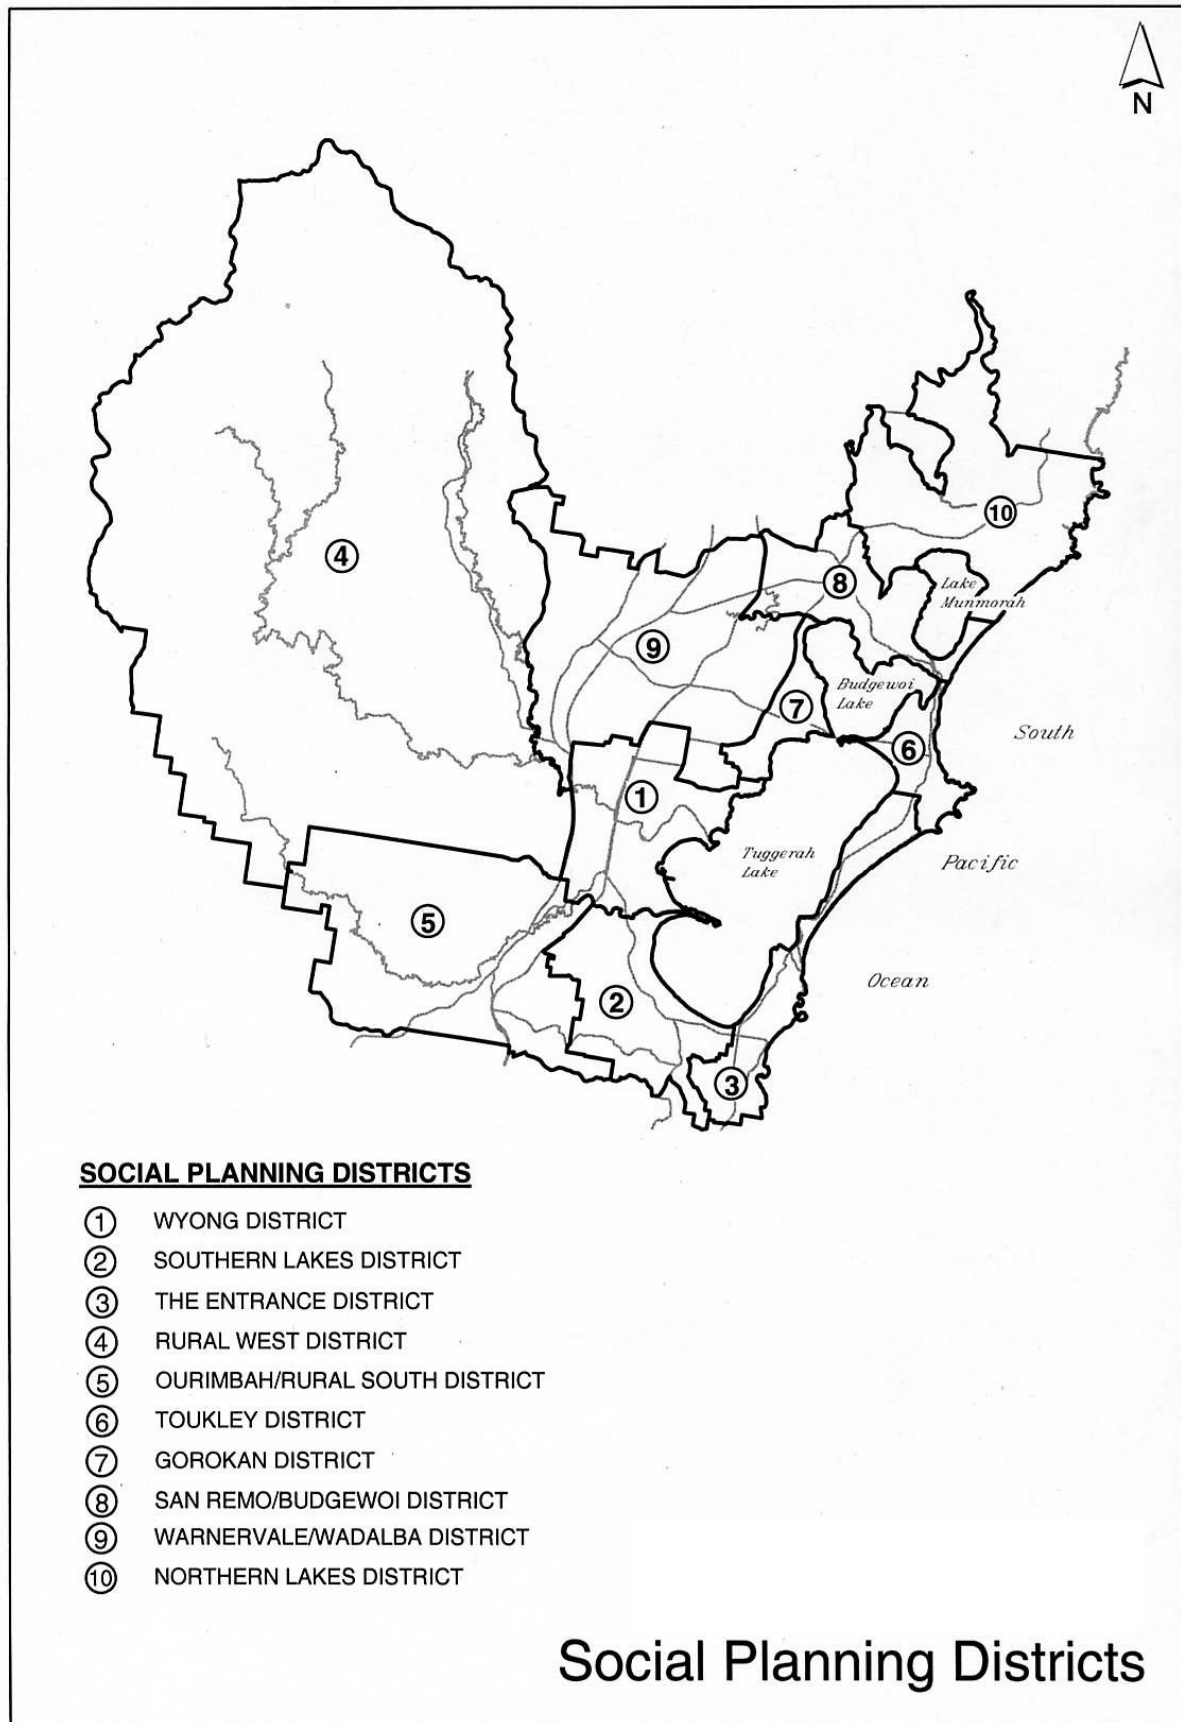 N
10
4
Lake
Munmorah
8
9
Budgewoi
Lake
7
South
6
1
Tuggerah
Lake
Pacific
5
Ocean
2
3
SOCIAL PLANNING DISTRICTS
1 WYONG DISTRICT
2 SOUTHERN LAKES DISTRICT
3 THE ENTRANCE DISTRICT
4 RURAL WEST DISTRICT
5 OURIMBAH/RURAL SOUTH DISTRICT
6 TOUKLEY DISTRICT
7 GOROKAN DISTRICT
8 SAN REMO/BUDGEWOI DISTRICT
9 WARNERVALE/WADALBA DISTRICT
10 NORTHERN LAKES DISTRICT
Social Planning Districts